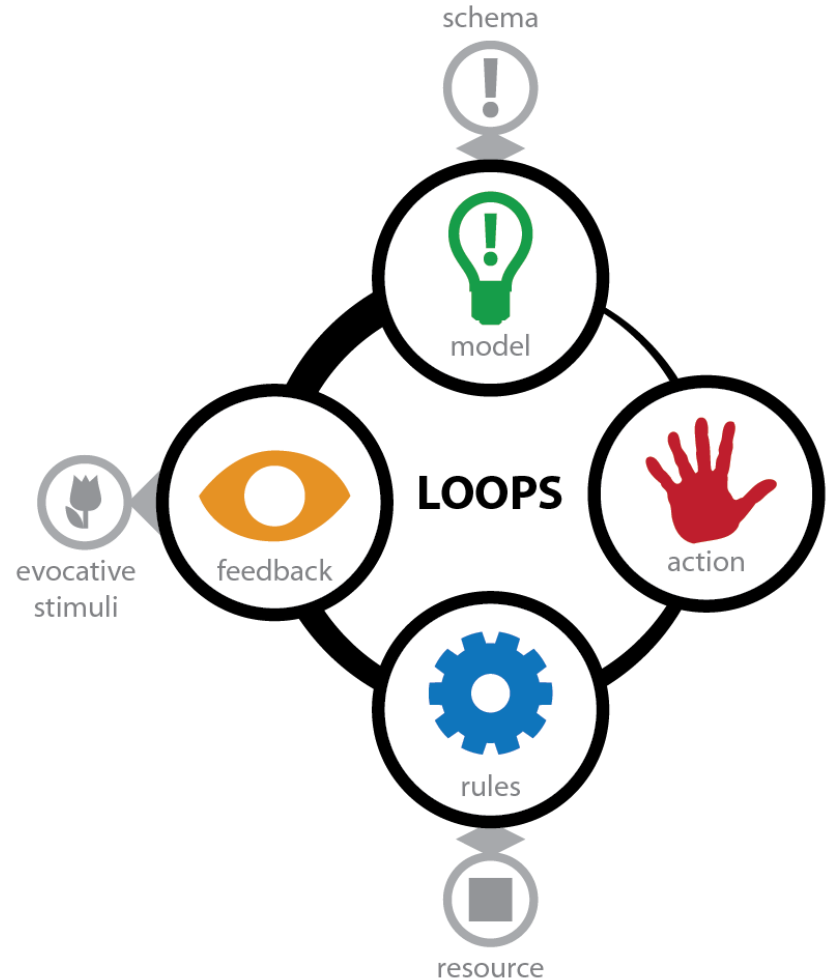 schema
model
LOOPS
action
feedback
evocative
stimuli
rules
resource